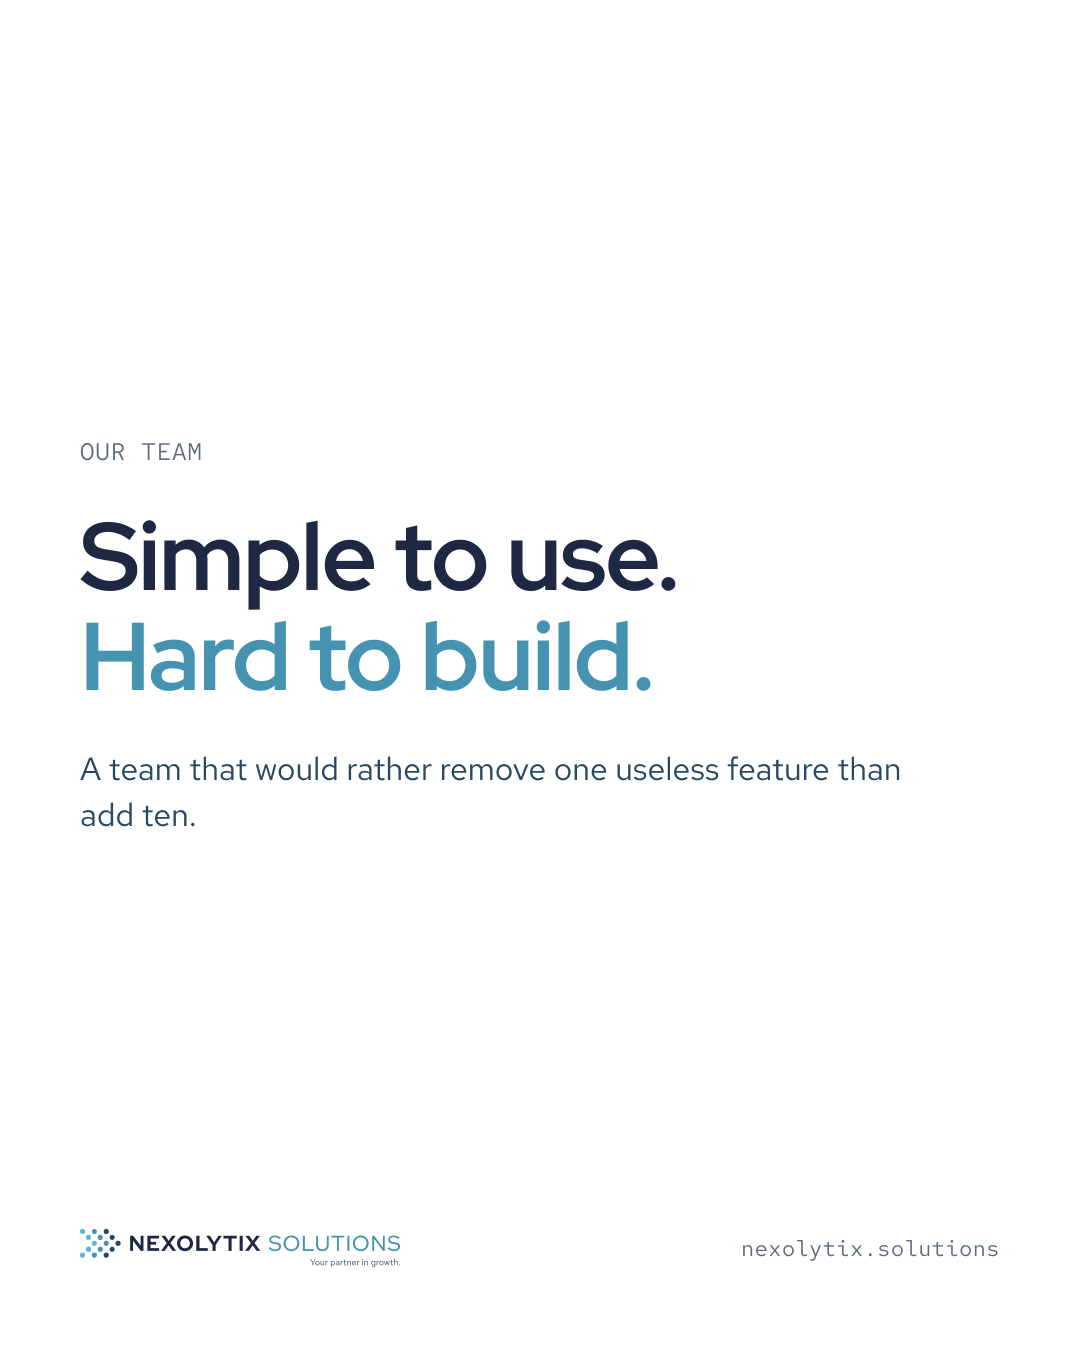 OUR TEAM
Simple to use.
Hard to build.
A team that would rather remove one useless feature than
add ten.
NEXOLYTIX SOLUTIONS
Your partner in growth.
nexolytix.solutions